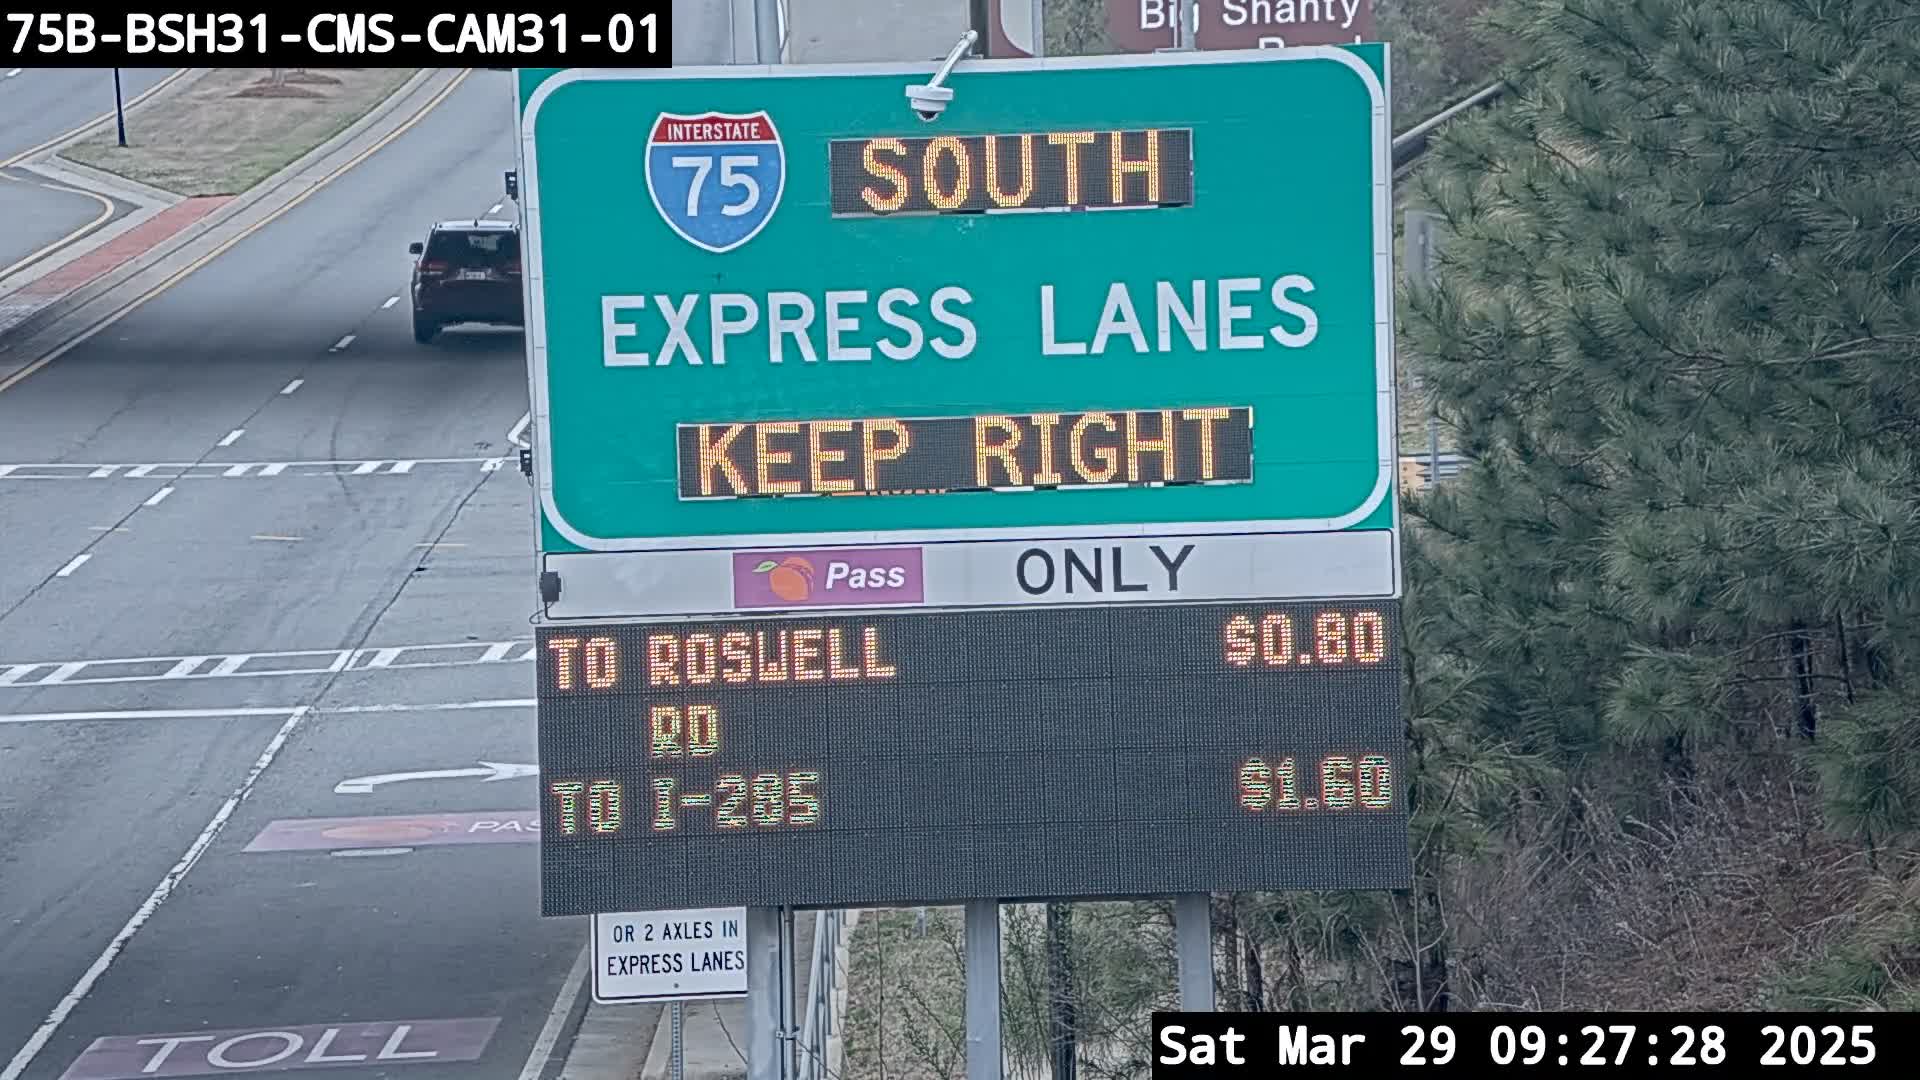 75B-BSH31-CMS-CAM31-01
Big Shanty
INTERSTATE
75
SOUTH
EXPRESS LANES
KEEP RIGHT
Pass ONLY
TO ROSWELL $0.80
RD
TO I-285 $1.60
OR 2 AXLES IN
EXPRESS LANES
TOLL
Sat Mar 29 09:27:28 2025